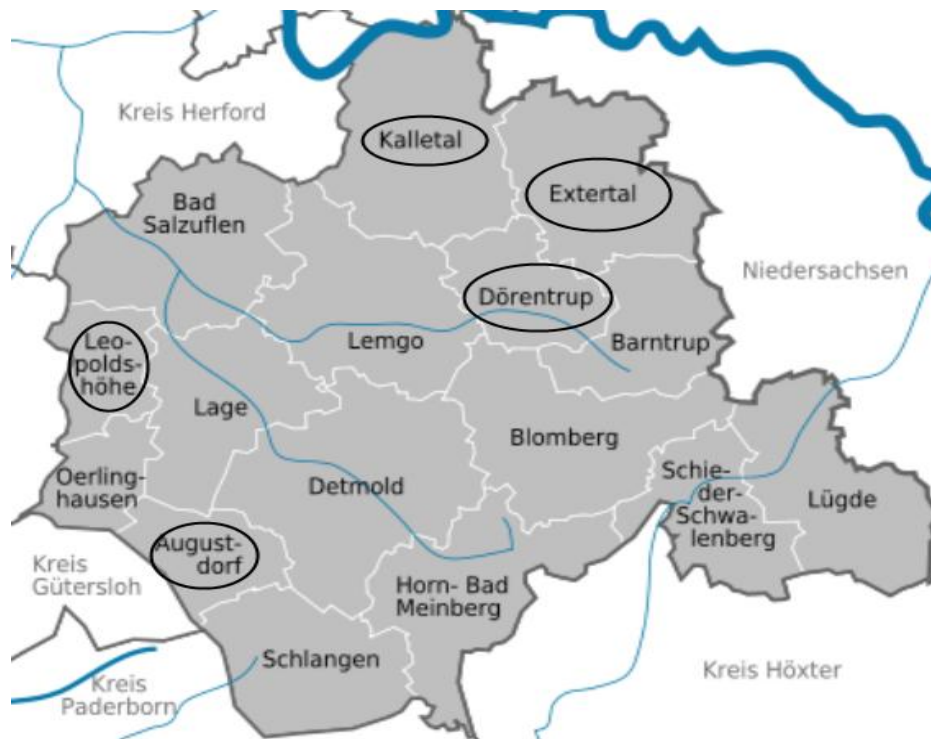 Kreis Herford
Kalletal
Extertal
Bad
Salzuflen
Niedersachsen
Dörentrup
Leo-
polds-
höhe
Lemgo
Barntrup
Lage
Blomberg
Oerling-
hausen
Detmold
Schie-
der-
Schwa-
lenberg
Lügde
August-
dorf
Kreis
Gütersloh
Horn- Bad
Meinberg
Schlangen
Kreis
Paderborn
Kreis Höxter